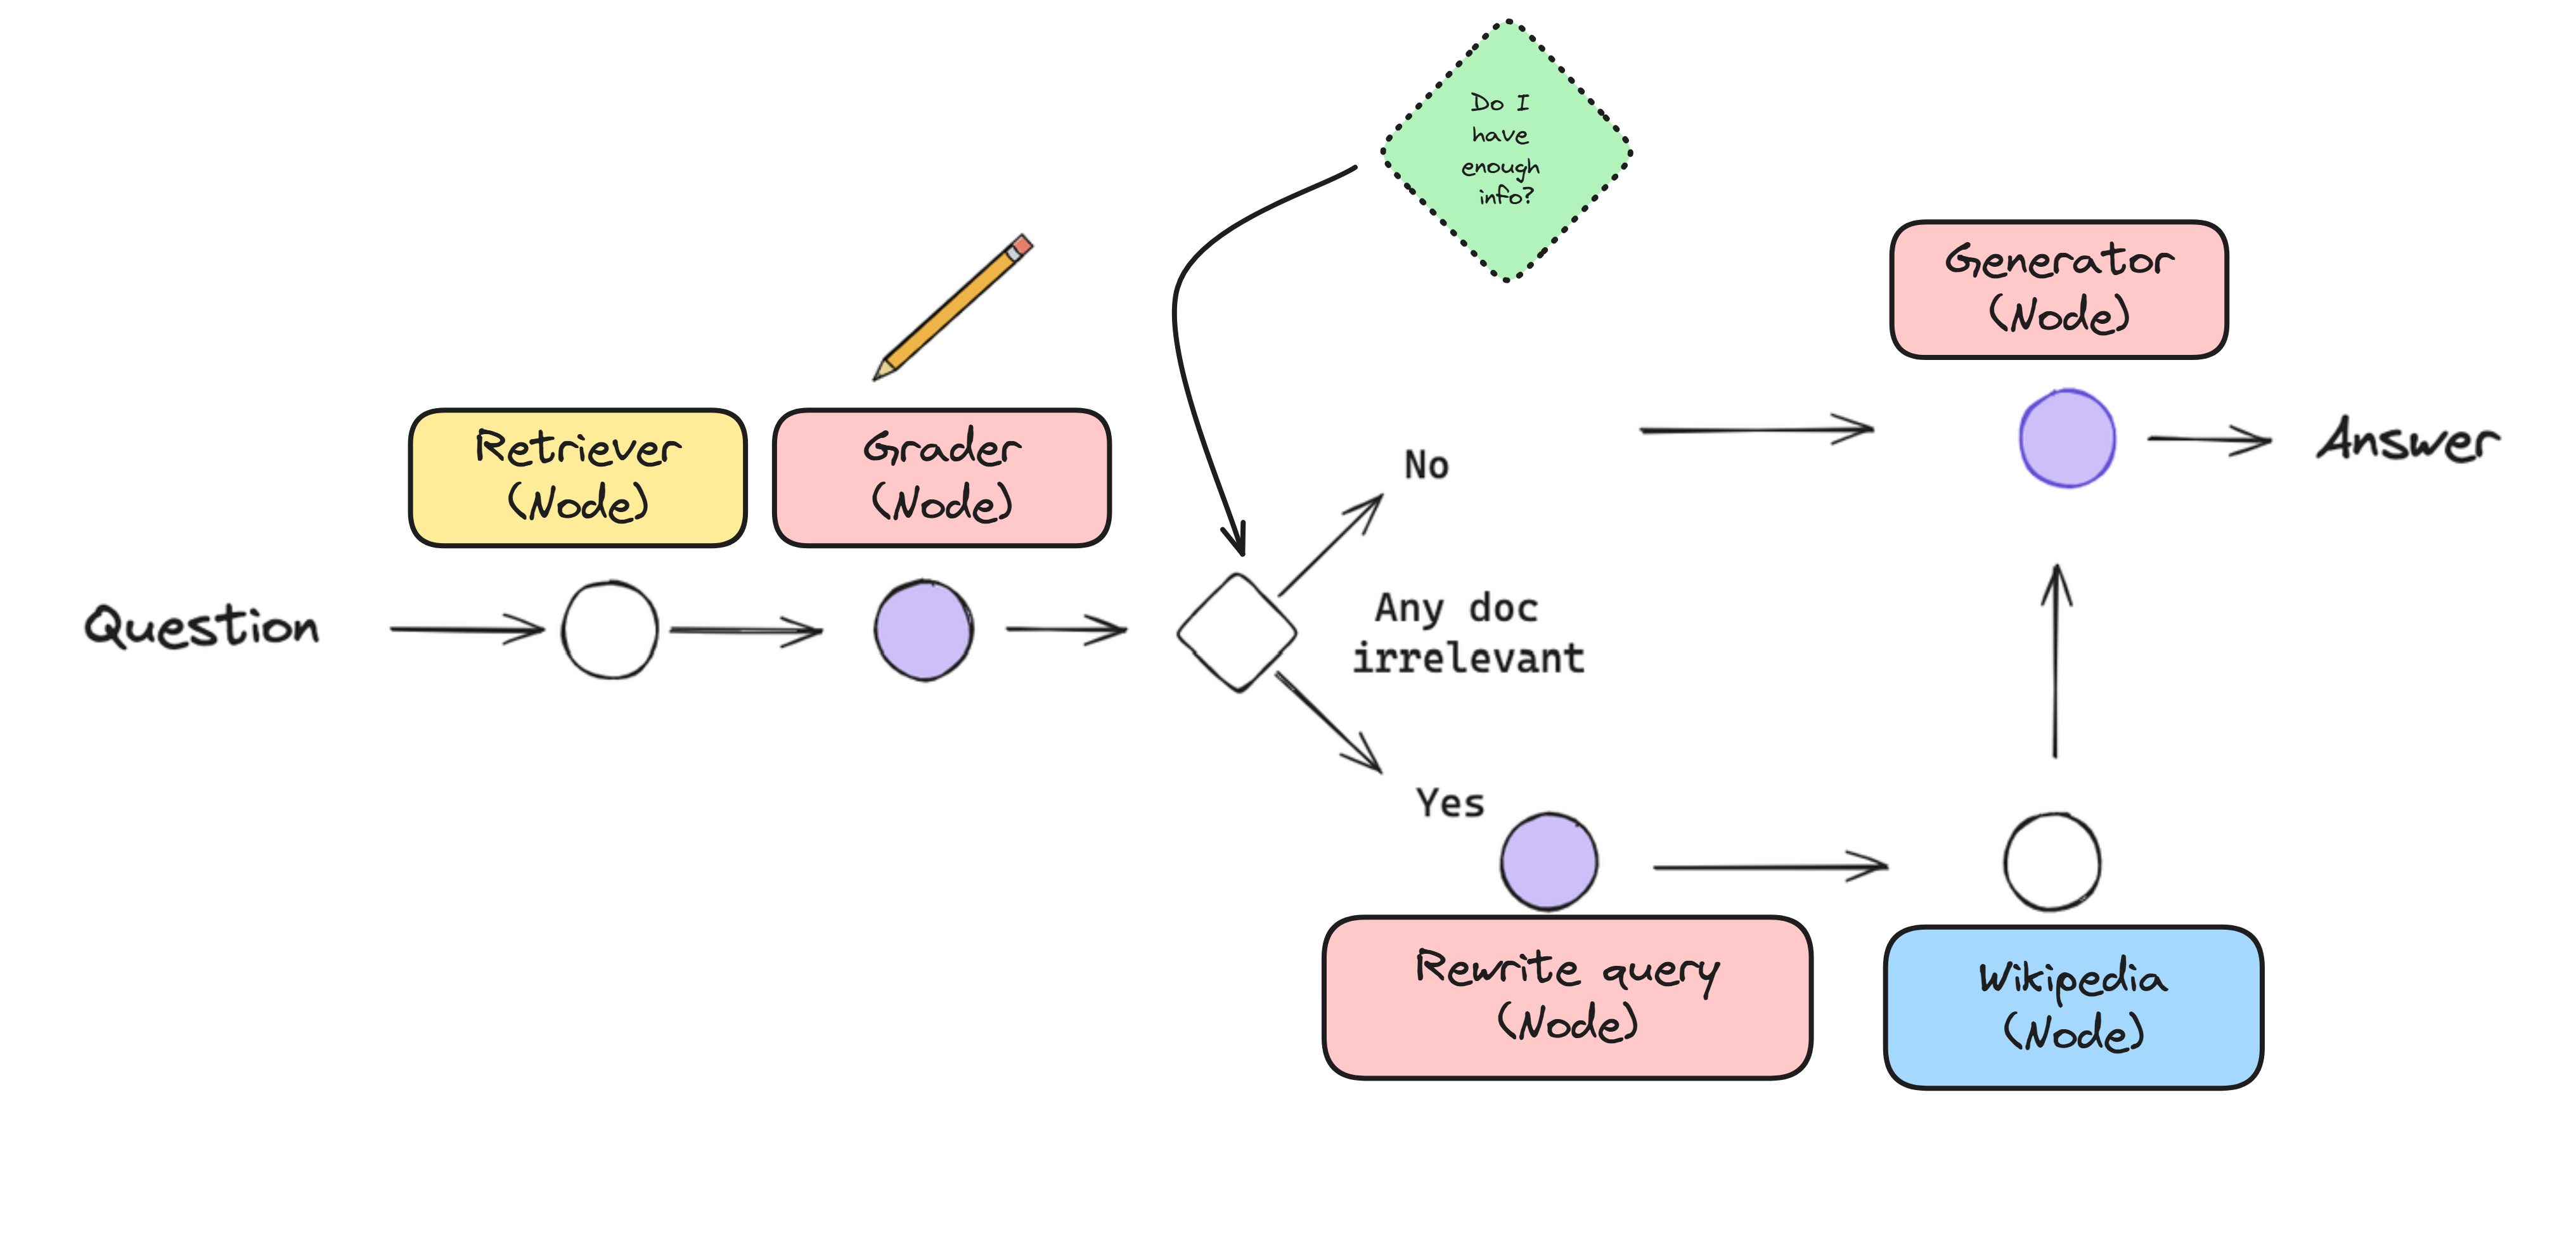 Do I
have
enough
info?
Generator
(Node)
Retriever
(Node)
Grader
(Node)
No
Answer
Question
Any doc
irrelevant
Yes
Rewrite query
(Node)
Wikipedia
(Node)